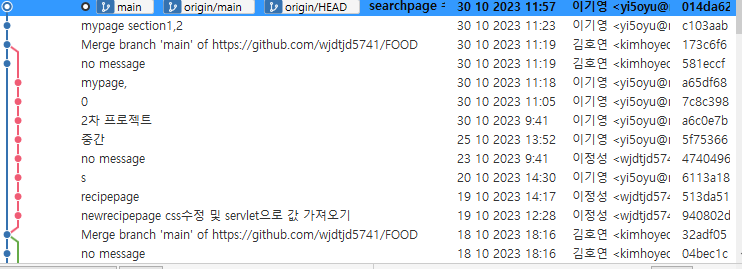 main origin/main origin/HEAD searchpage = 30 10 2023 11:57 이기영 <yi5oyu@r 014da62
mypage section1,2 30 10 2023 11:23 이기영 <yi5oyu@r c103aab
Merge branch 'main' of https://github.com/wjdtjd5741/FOOD 30 10 2023 11:19 김호연 <kimhoyed 173c6f6
no message 30 10 2023 11:19 김호연 <kimhoyed 581eccf
mypage, 30 10 2023 11:18 이기영 <yi5oyu@r a65df68
0 30 10 2023 11:05 이기영 <yi5oyu@r 7c8c398
2차 프로젝트 30 10 2023 9:41 이기영 <yi5oyu@r a6c0e7b
중간 25 10 2023 13:52 이기영 <yi5oyu@r 5f75366
no message 23 10 2023 9:41 이정성 <wjdtjd574 4740496
s 20 10 2023 14:30 이기영 <yi5oyu@r 6113a18
recipepage 19 10 2023 14:17 이정성 <wjdtjd574 513da51
newrecipepage css수정 및 servlet으로 값 가져오기 19 10 2023 12:28 이정성 <wjdtjd574 940802d
Merge branch 'main' of https://github.com/wjdtjd5741/FOOD 18 10 2023 18:16 김호연 <kimhoyed 32adf05
no message 18 10 2023 18:16 김호연 <kimhoyed 04bec1c